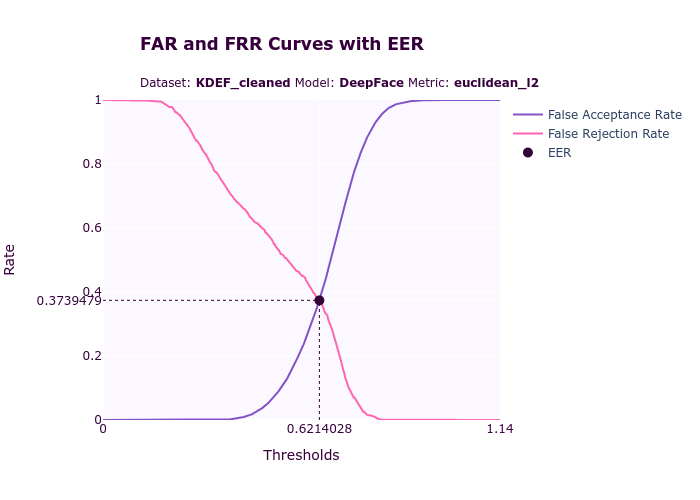 FAR and FRR Curves with EER
Dataset: KDEF_cleaned Model: DeepFace Metric: euclidean_l2
1
0.8
0.6
0.4
0.3739479
0.2
0
0
0.6214028
1.14
Rate
Thresholds
False Acceptance Rate
False Rejection Rate
EER